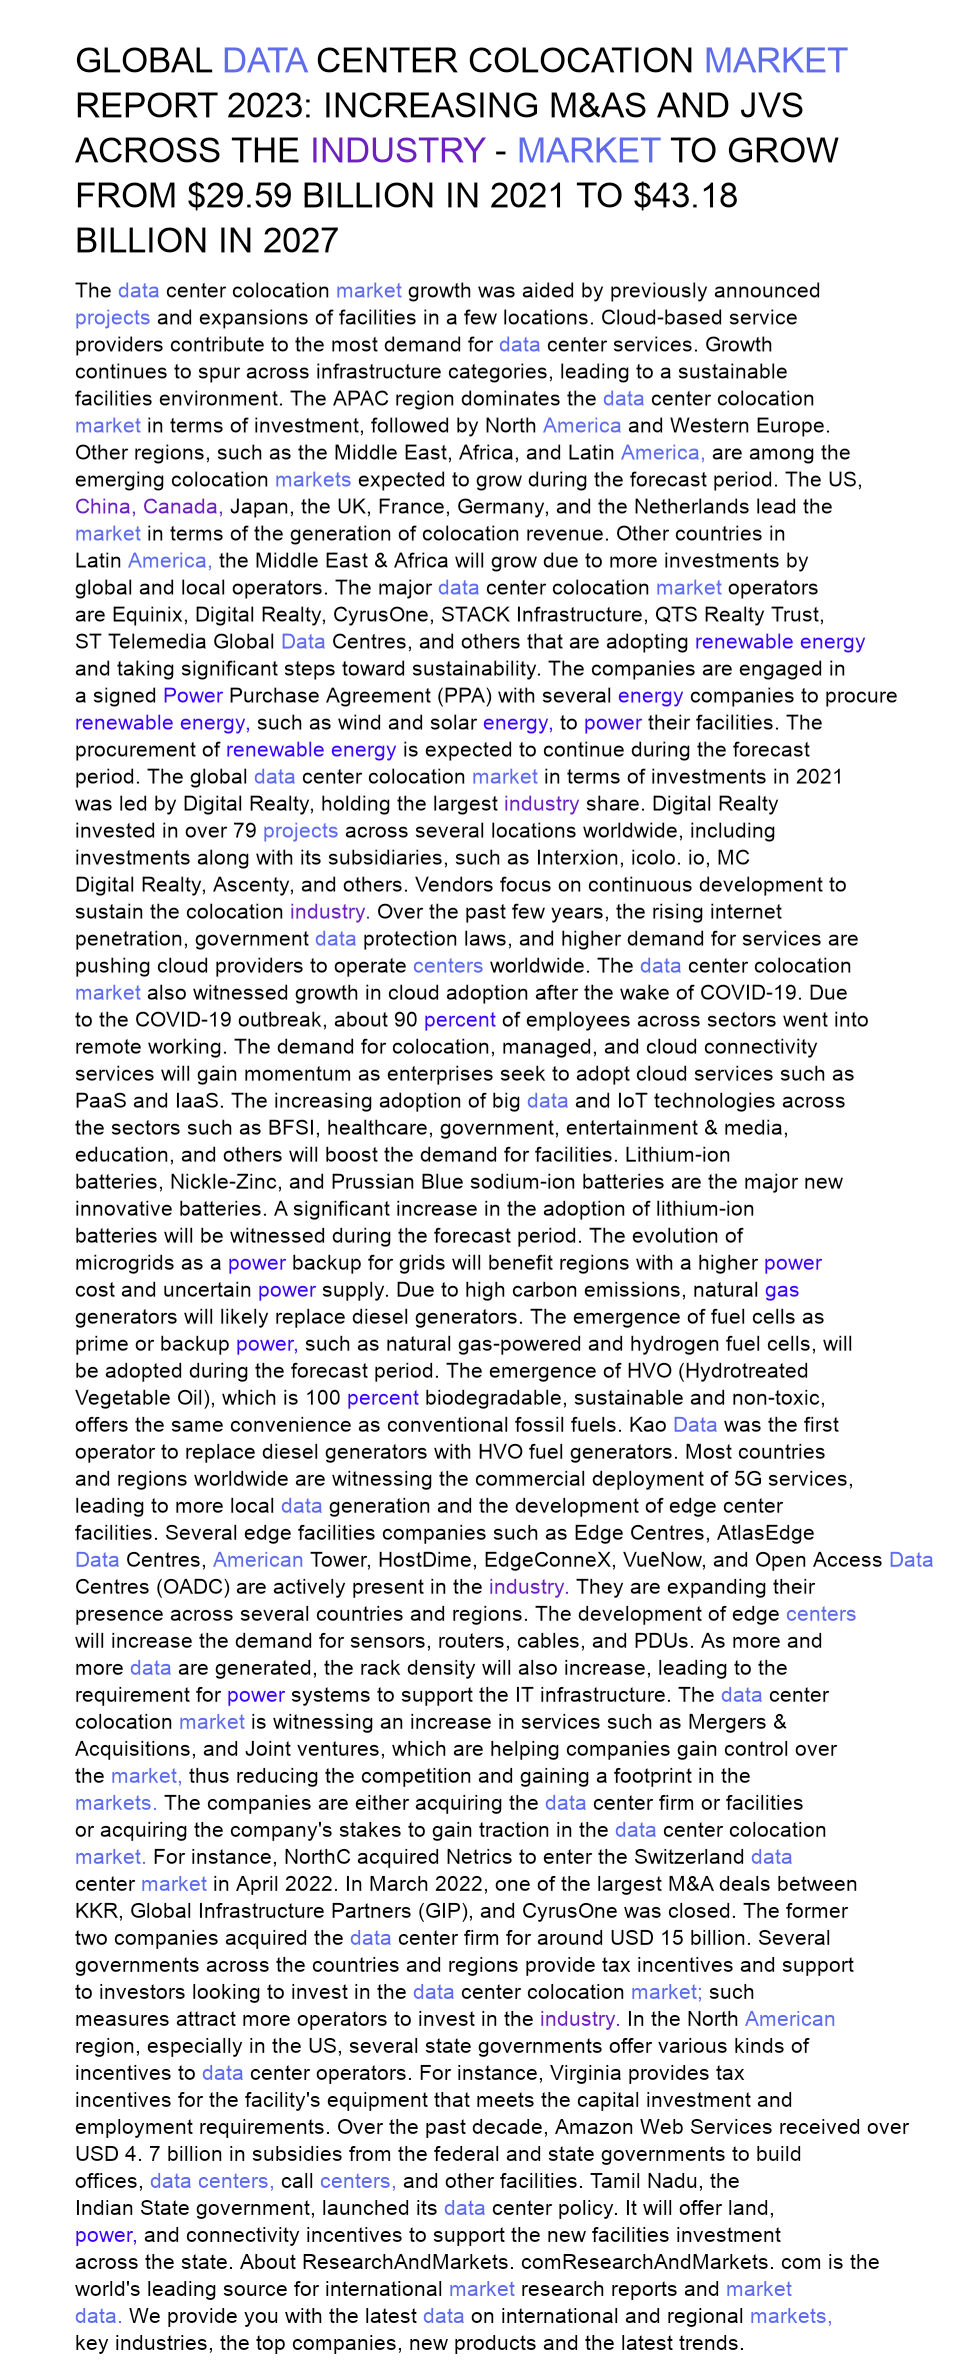 GLOBAL DATA CENTER COLOCATION MARKET
REPORT 2023: INCREASING M&AS AND JVS
ACROSS THE INDUSTRY - MARKET TO GROW
FROM $29.59 BILLION IN 2021 TO $43.18
BILLION IN 2027
The data center colocation market growth was aided by previously announced
projects and expansions of facilities in a few locations. Cloud-based service
providers contribute to the most demand for data center services. Growth
continues to spur across infrastructure categories, leading to a sustainable
facilities environment. The APAC region dominates the data center colocation
market in terms of investment, followed by North America and Western Europe.
Other regions, such as the Middle East, Africa, and Latin America, are among the
emerging colocation markets expected to grow during the forecast period. The US,
China, Canada, Japan, the UK, France, Germany, and the Netherlands lead the
market in terms of the generation of colocation revenue. Other countries in
Latin America, the Middle East & Africa will grow due to more investments by
global and local operators. The major data center colocation market operators
are Equinix, Digital Realty, CyrusOne, STACK Infrastructure, QTS Realty Trust,
ST Telemedia Global Data Centres, and others that are adopting renewable energy
and taking significant steps toward sustainability. The companies are engaged in
a signed Power Purchase Agreement (PPA) with several energy companies to procure
renewable energy, such as wind and solar energy, to power their facilities. The
procurement of renewable energy is expected to continue during the forecast
period. The global data center colocation market in terms of investments in 2021
was led by Digital Realty, holding the largest industry share. Digital Realty
invested in over 79 projects across several locations worldwide, including
investments along with its subsidiaries, such as Interxion, icolo. io, MC
Digital Realty, Ascenty, and others. Vendors focus on continuous development to
sustain the colocation industry. Over the past few years, the rising internet
penetration, government data protection laws, and higher demand for services are
pushing cloud providers to operate centers worldwide. The data center colocation
market also witnessed growth in cloud adoption after the wake of COVID-19. Due
to the COVID-19 outbreak, about 90 percent of employees across sectors went into
remote working. The demand for colocation, managed, and cloud connectivity
services will gain momentum as enterprises seek to adopt cloud services such as
PaaS and IaaS. The increasing adoption of big data and IoT technologies across
the sectors such as BFSI, healthcare, government, entertainment & media,
education, and others will boost the demand for facilities. Lithium-ion
batteries, Nickle-Zinc, and Prussian Blue sodium-ion batteries are the major new
innovative batteries. A significant increase in the adoption of lithium-ion
batteries will be witnessed during the forecast period. The evolution of
microgrids as a power backup for grids will benefit regions with a higher power
cost and uncertain power supply. Due to high carbon emissions, natural gas
generators will likely replace diesel generators. The emergence of fuel cells as
prime or backup power, such as natural gas-powered and hydrogen fuel cells, will
be adopted during the forecast period. The emergence of HVO (Hydrotreated
Vegetable Oil), which is 100 percent biodegradable, sustainable and non-toxic,
offers the same convenience as conventional fossil fuels. Kao Data was the first
operator to replace diesel generators with HVO fuel generators. Most countries
and regions worldwide are witnessing the commercial deployment of 5G services,
leading to more local data generation and the development of edge center
facilities. Several edge facilities companies such as Edge Centres, AtlasEdge
Data Centres, American Tower, HostDime, EdgeConneX, VueNow, and Open Access Data
Centres (OADC) are actively present in the industry. They are expanding their
presence across several countries and regions. The development of edge centers
will increase the demand for sensors, routers, cables, and PDUs. As more and
more data are generated, the rack density will also increase, leading to the
requirement for power systems to support the IT infrastructure. The data center
colocation market is witnessing an increase in services such as Mergers &
Acquisitions, and Joint ventures, which are helping companies gain control over
the market, thus reducing the competition and gaining a footprint in the
markets. The companies are either acquiring the data center firm or facilities
or acquiring the company's stakes to gain traction in the data center colocation
market. For instance, NorthC acquired Netrics to enter the Switzerland data
center market in April 2022. In March 2022, one of the largest M&A deals between
KKR, Global Infrastructure Partners (GIP), and CyrusOne was closed. The former
two companies acquired the data center firm for around USD 15 billion. Several
governments across the countries and regions provide tax incentives and support
to investors looking to invest in the data center colocation market; such
measures attract more operators to invest in the industry. In the North American
region, especially in the US, several state governments offer various kinds of
incentives to data center operators. For instance, Virginia provides tax
incentives for the facility's equipment that meets the capital investment and
employment requirements. Over the past decade, Amazon Web Services received over
USD 4. 7 billion in subsidies from the federal and state governments to build
offices, data centers, call centers, and other facilities. Tamil Nadu, the
Indian State government, launched its data center policy. It will offer land,
power, and connectivity incentives to support the new facilities investment
across the state. About ResearchAndMarkets. comResearchAndMarkets. com is the
world's leading source for international market research reports and market
data. We provide you with the latest data on international and regional markets,
key industries, the top companies, new products and the latest trends.